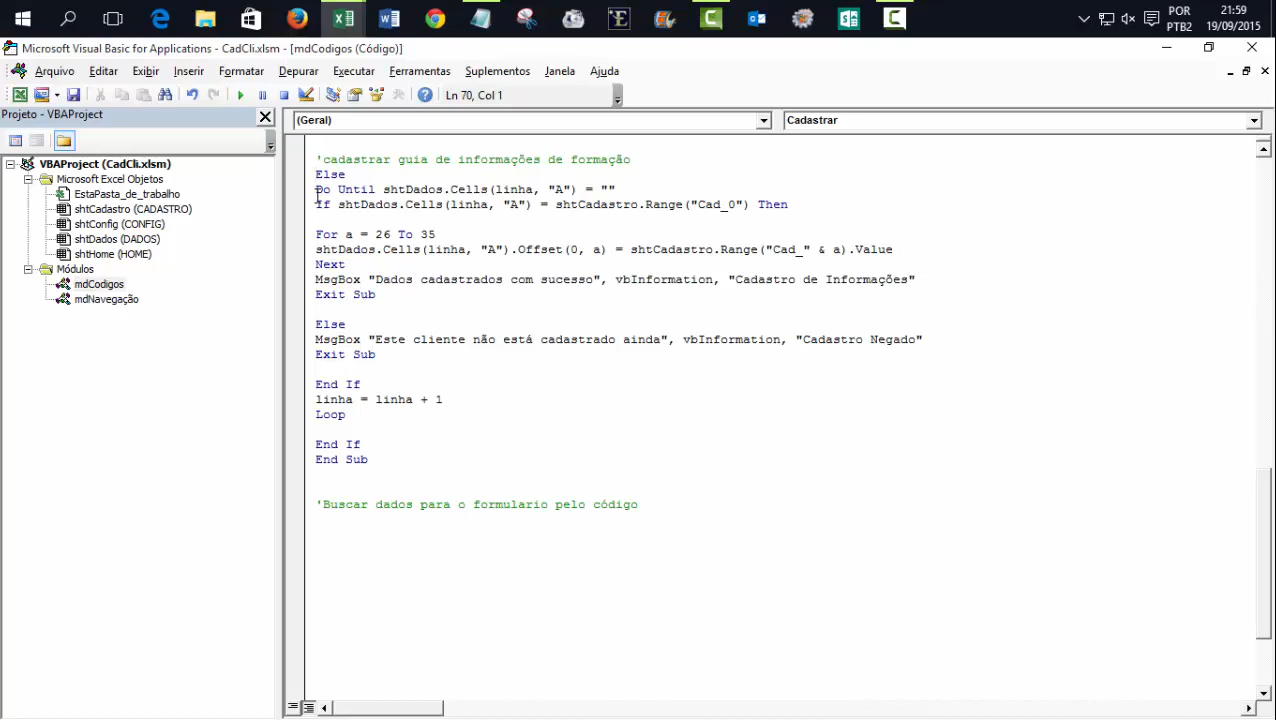 POR
21:59
PTB2
19/09/2015
Microsoft Visual Basic for Applications - CadCli.xlsm - [mdCodigos (Código)]
Arquivo Editar Exibir Inserir Formatar Depurar Executar Ferramentas Suplementos Janela Ajuda
Ln 70, Col 1
Projeto - VBAProject
(Geral)
Cadastrar
VBAProject (CadCli.xlsm)
Microsoft Excel Objetos
EstaPasta_de_trabalho
shtCadastro (CADASTRO)
shtConfig (CONFIG)
shtDados (DADOS)
shtHome (HOME)
Módulos
mdCodigos
mdNavegação
'cadastrar guia de informações de formação
Else
Do Until shtDados.Cells(linha, "A") = ""
If shtDados.Cells(linha, "A") = shtCadastro.Range("Cad_0") Then
For a = 26 To 35
shtDados.Cells(linha, "A").Offset(0, a) = shtCadastro.Range("Cad_" & a).Value
Next
MsgBox "Dados cadastrados com sucesso", vbInformation, "Cadastro de Informações"
Exit Sub
Else
MsgBox "Este cliente não está cadastrado ainda", vbInformation, "Cadastro Negado"
Exit Sub
End If
linha = linha + 1
Loop
End If
End Sub
'Buscar dados para o formulario pelo código